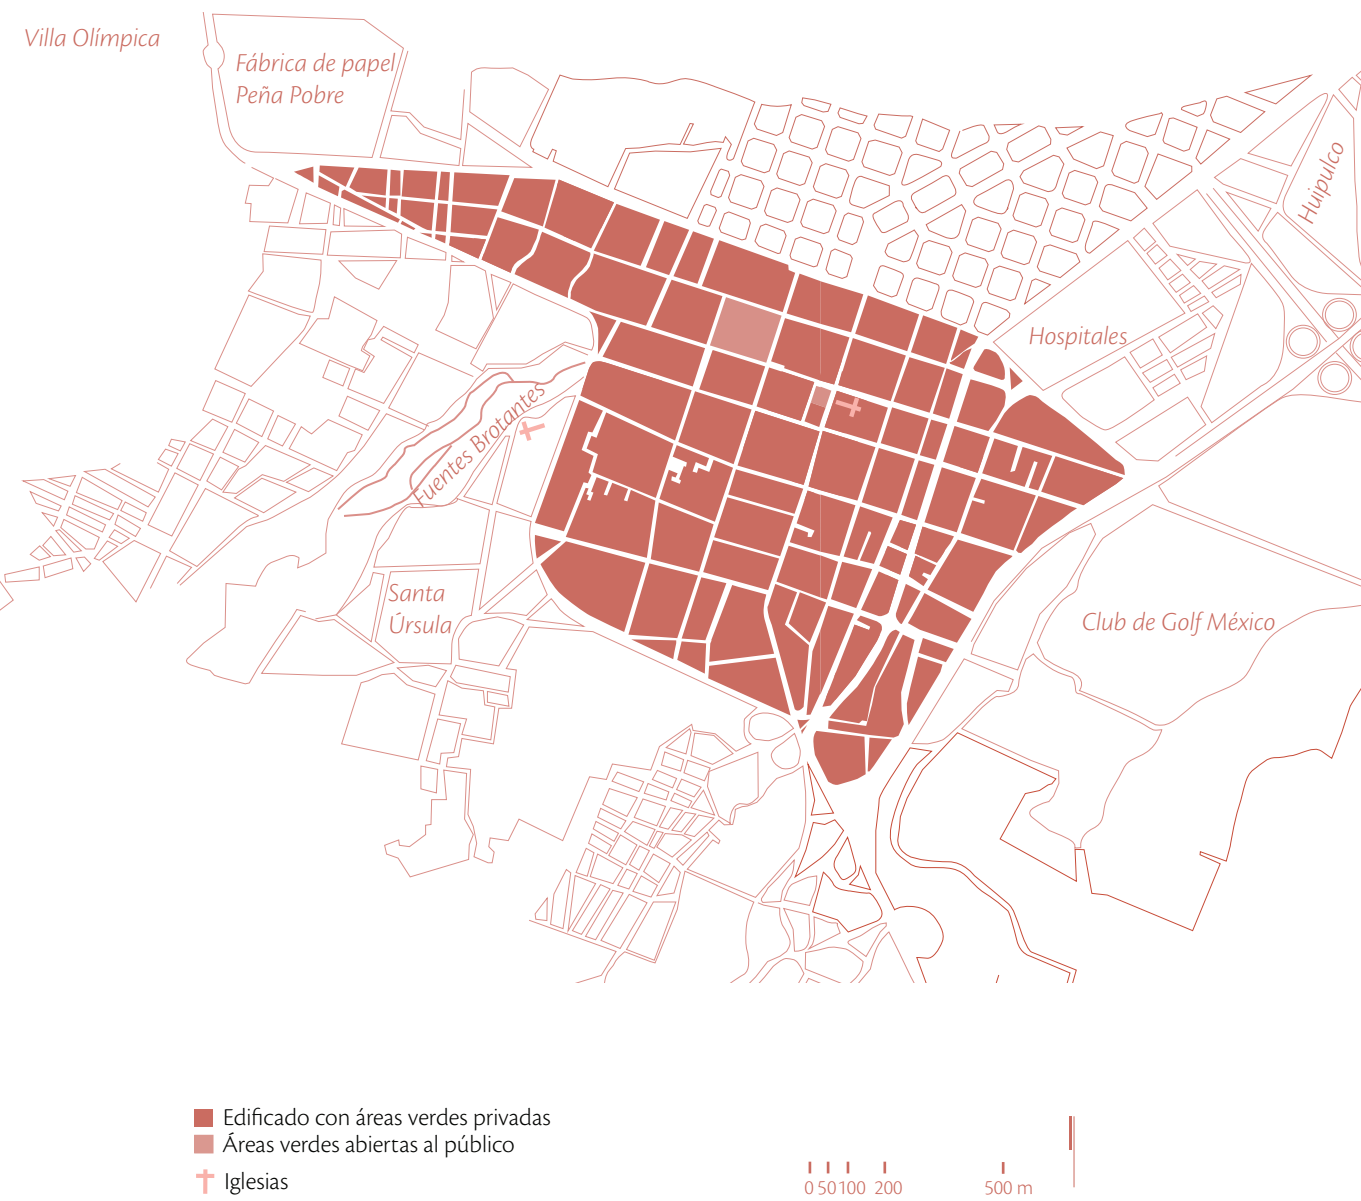 Villa Olímpica
Fábrica de papel
Peña Pobre
Huipulco
Hospitales
Fuentes Brotantes
Santa
Úrsula
Club de Golf México
Edificado con áreas verdes privadas
Áreas verdes abiertas al público
Iglesias
0 50 100 200 500 m